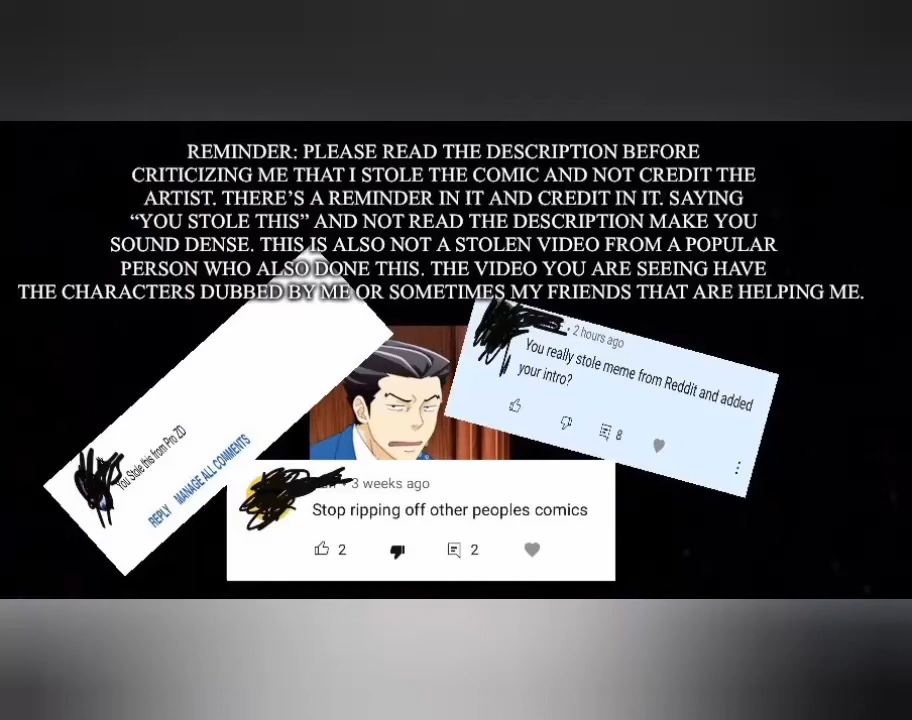 REMINDER: PLEASE READ THE DESCRIPTION BEFORE
CRITICIZING ME THAT I STOLE THE COMIC AND NOT CREDIT THE
ARTIST. THERE'S A REMINDER IN IT AND CREDIT IN IT. SAYING
"YOU STOLE THIS" AND NOT READ THE DESCRIPTION MAKE YOU
SOUND DENSE. THIS IS ALSO NOT A STOLEN VIDEO FROM A POPULAR
PERSON WHO ALSO DONE THIS. THE VIDEO YOU ARE SEEING HAVE
THE CHARACTERS DUBBED BY ME OR SOMETIMES MY FRIENDS THAT ARE HELPING ME.
• 2 hours ago
You really stole meme from Reddit and added
your intro?
8
You Stole this from Pro ZD
REPLY MANAGE ALL COMMENTS
• 3 weeks ago
Stop ripping off other peoples comics
2 2